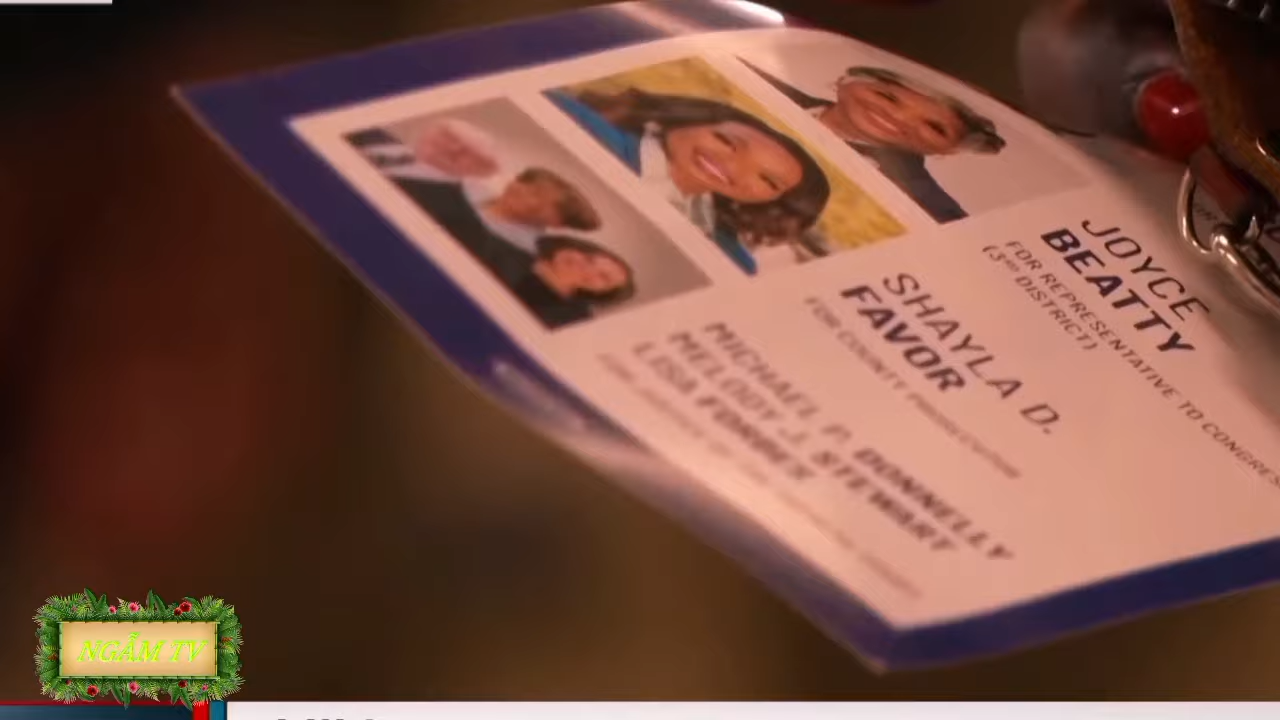 JOYCE
BEATTY
FOR REPRESENTATIVE TO CONGRES
(3RD DISTRICT)
SHAYLA D.
FAVOR
FOR COUNTY PROSECUTOR
MICHAEL P. DONNELLY
MELODY J. STEWART
LISA FORBES
NGẪM TV